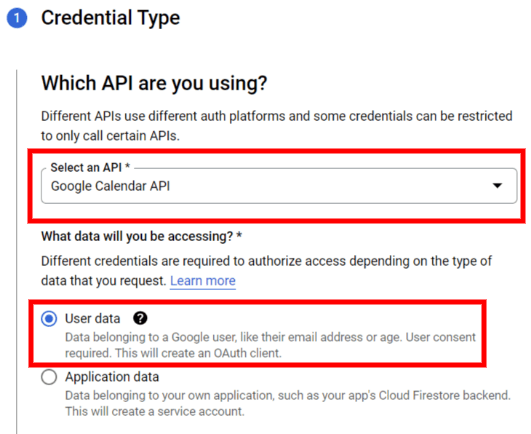 1 Credential Type
Which API are you using?
Different APIs use different auth platforms and some credentials can be restricted
to only call certain APIs.
Select an API *
Google Calendar API
What data will you be accessing? *
Different credentials are required to authorize access depending on the type of
data that you request. Learn more
User data ?
Data belonging to a Google user, like their email address or age. User consent
required. This will create an OAuth client.
Application data
Data belonging to your own application, such as your app's Cloud Firestore backend.
This will create a service account.